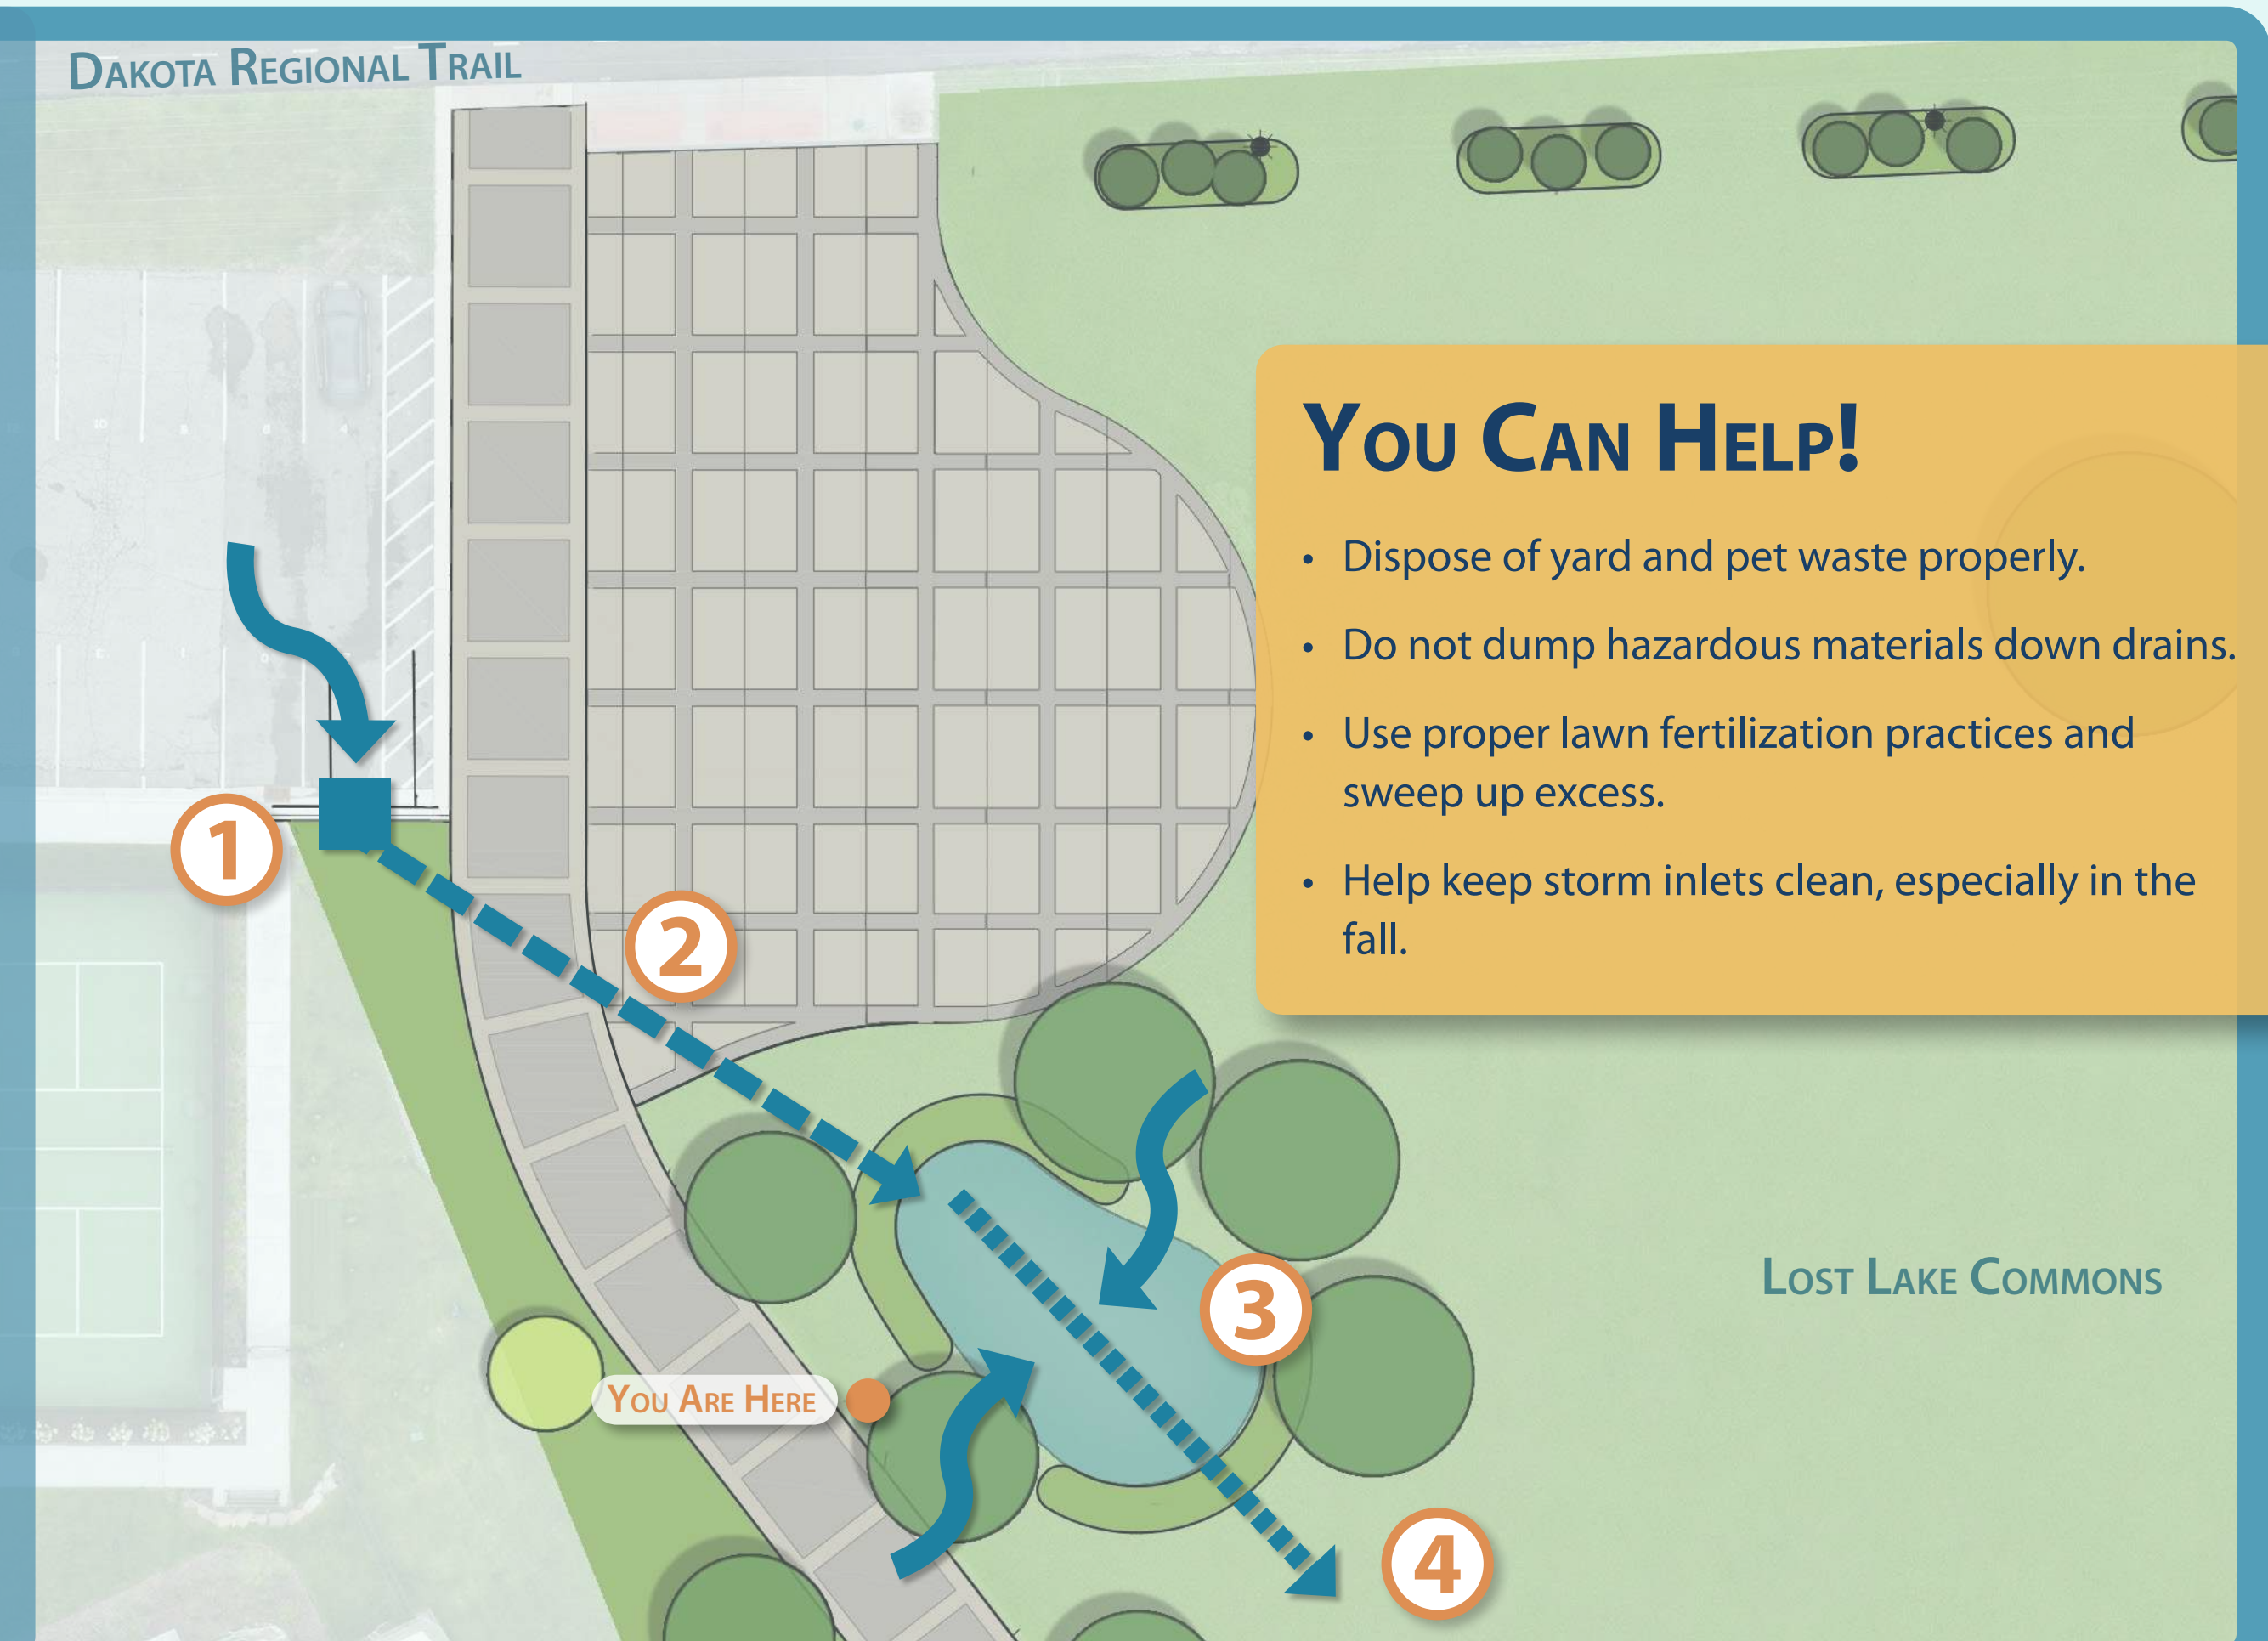 Dakota Regional Trail
You Can Help!
• Dispose of yard and pet waste properly.
• Do not dump hazardous materials down drains.
• Use proper lawn fertilization practices and
sweep up excess.
• Help keep storm inlets clean, especially in the
fall.
1
2
3
Lost Lake Commons
You Are Here
4